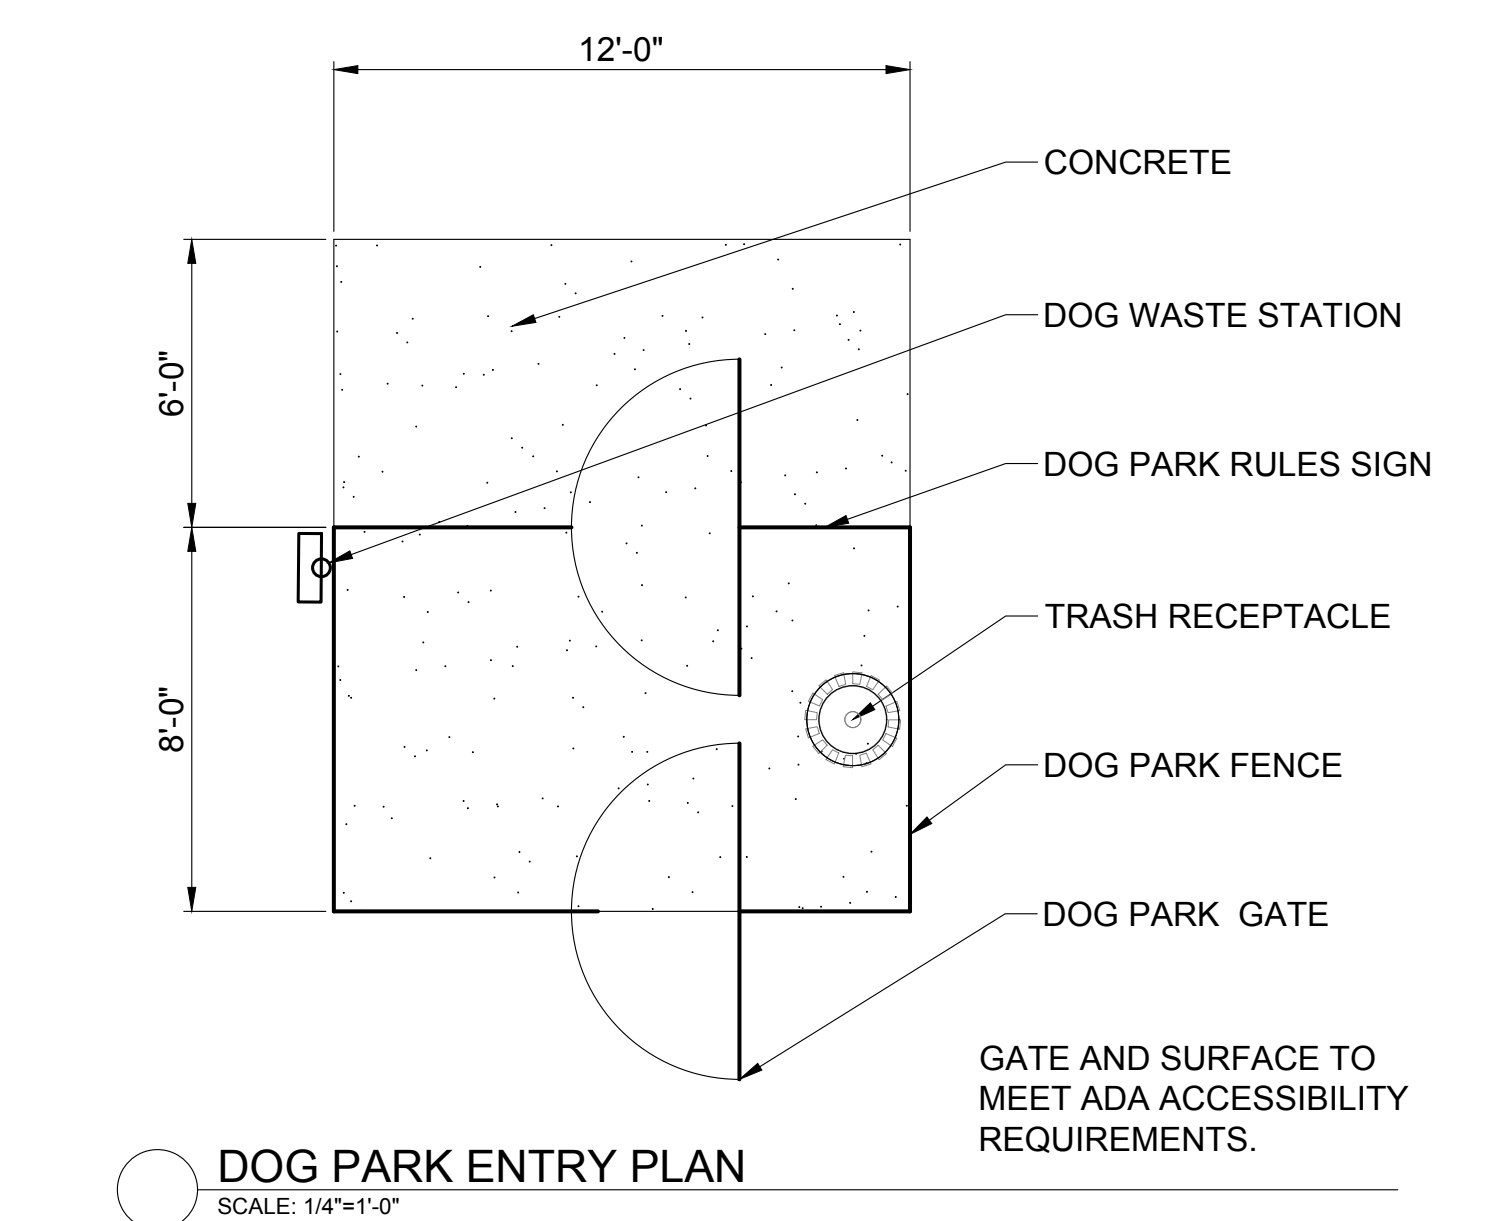 12'-0"
CONCRETE
DOG WASTE STATION
6'-0"
DOG PARK RULES SIGN
TRASH RECEPTACLE
8'-0"
DOG PARK FENCE
DOG PARK  GATE
GATE AND SURFACE TO
MEET ADA ACCESSIBILITY
REQUIREMENTS.
DOG PARK ENTRY PLAN
SCALE: 1/4"=1'-0"